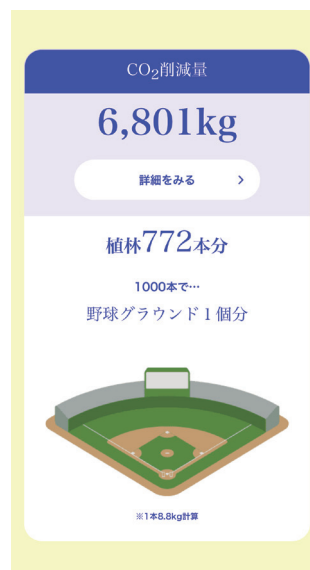 CO₂削減量
6,801kg
詳細をみる
植林772本分
1000本で…
野球グラウンド1個分
※1本8.8kg計算